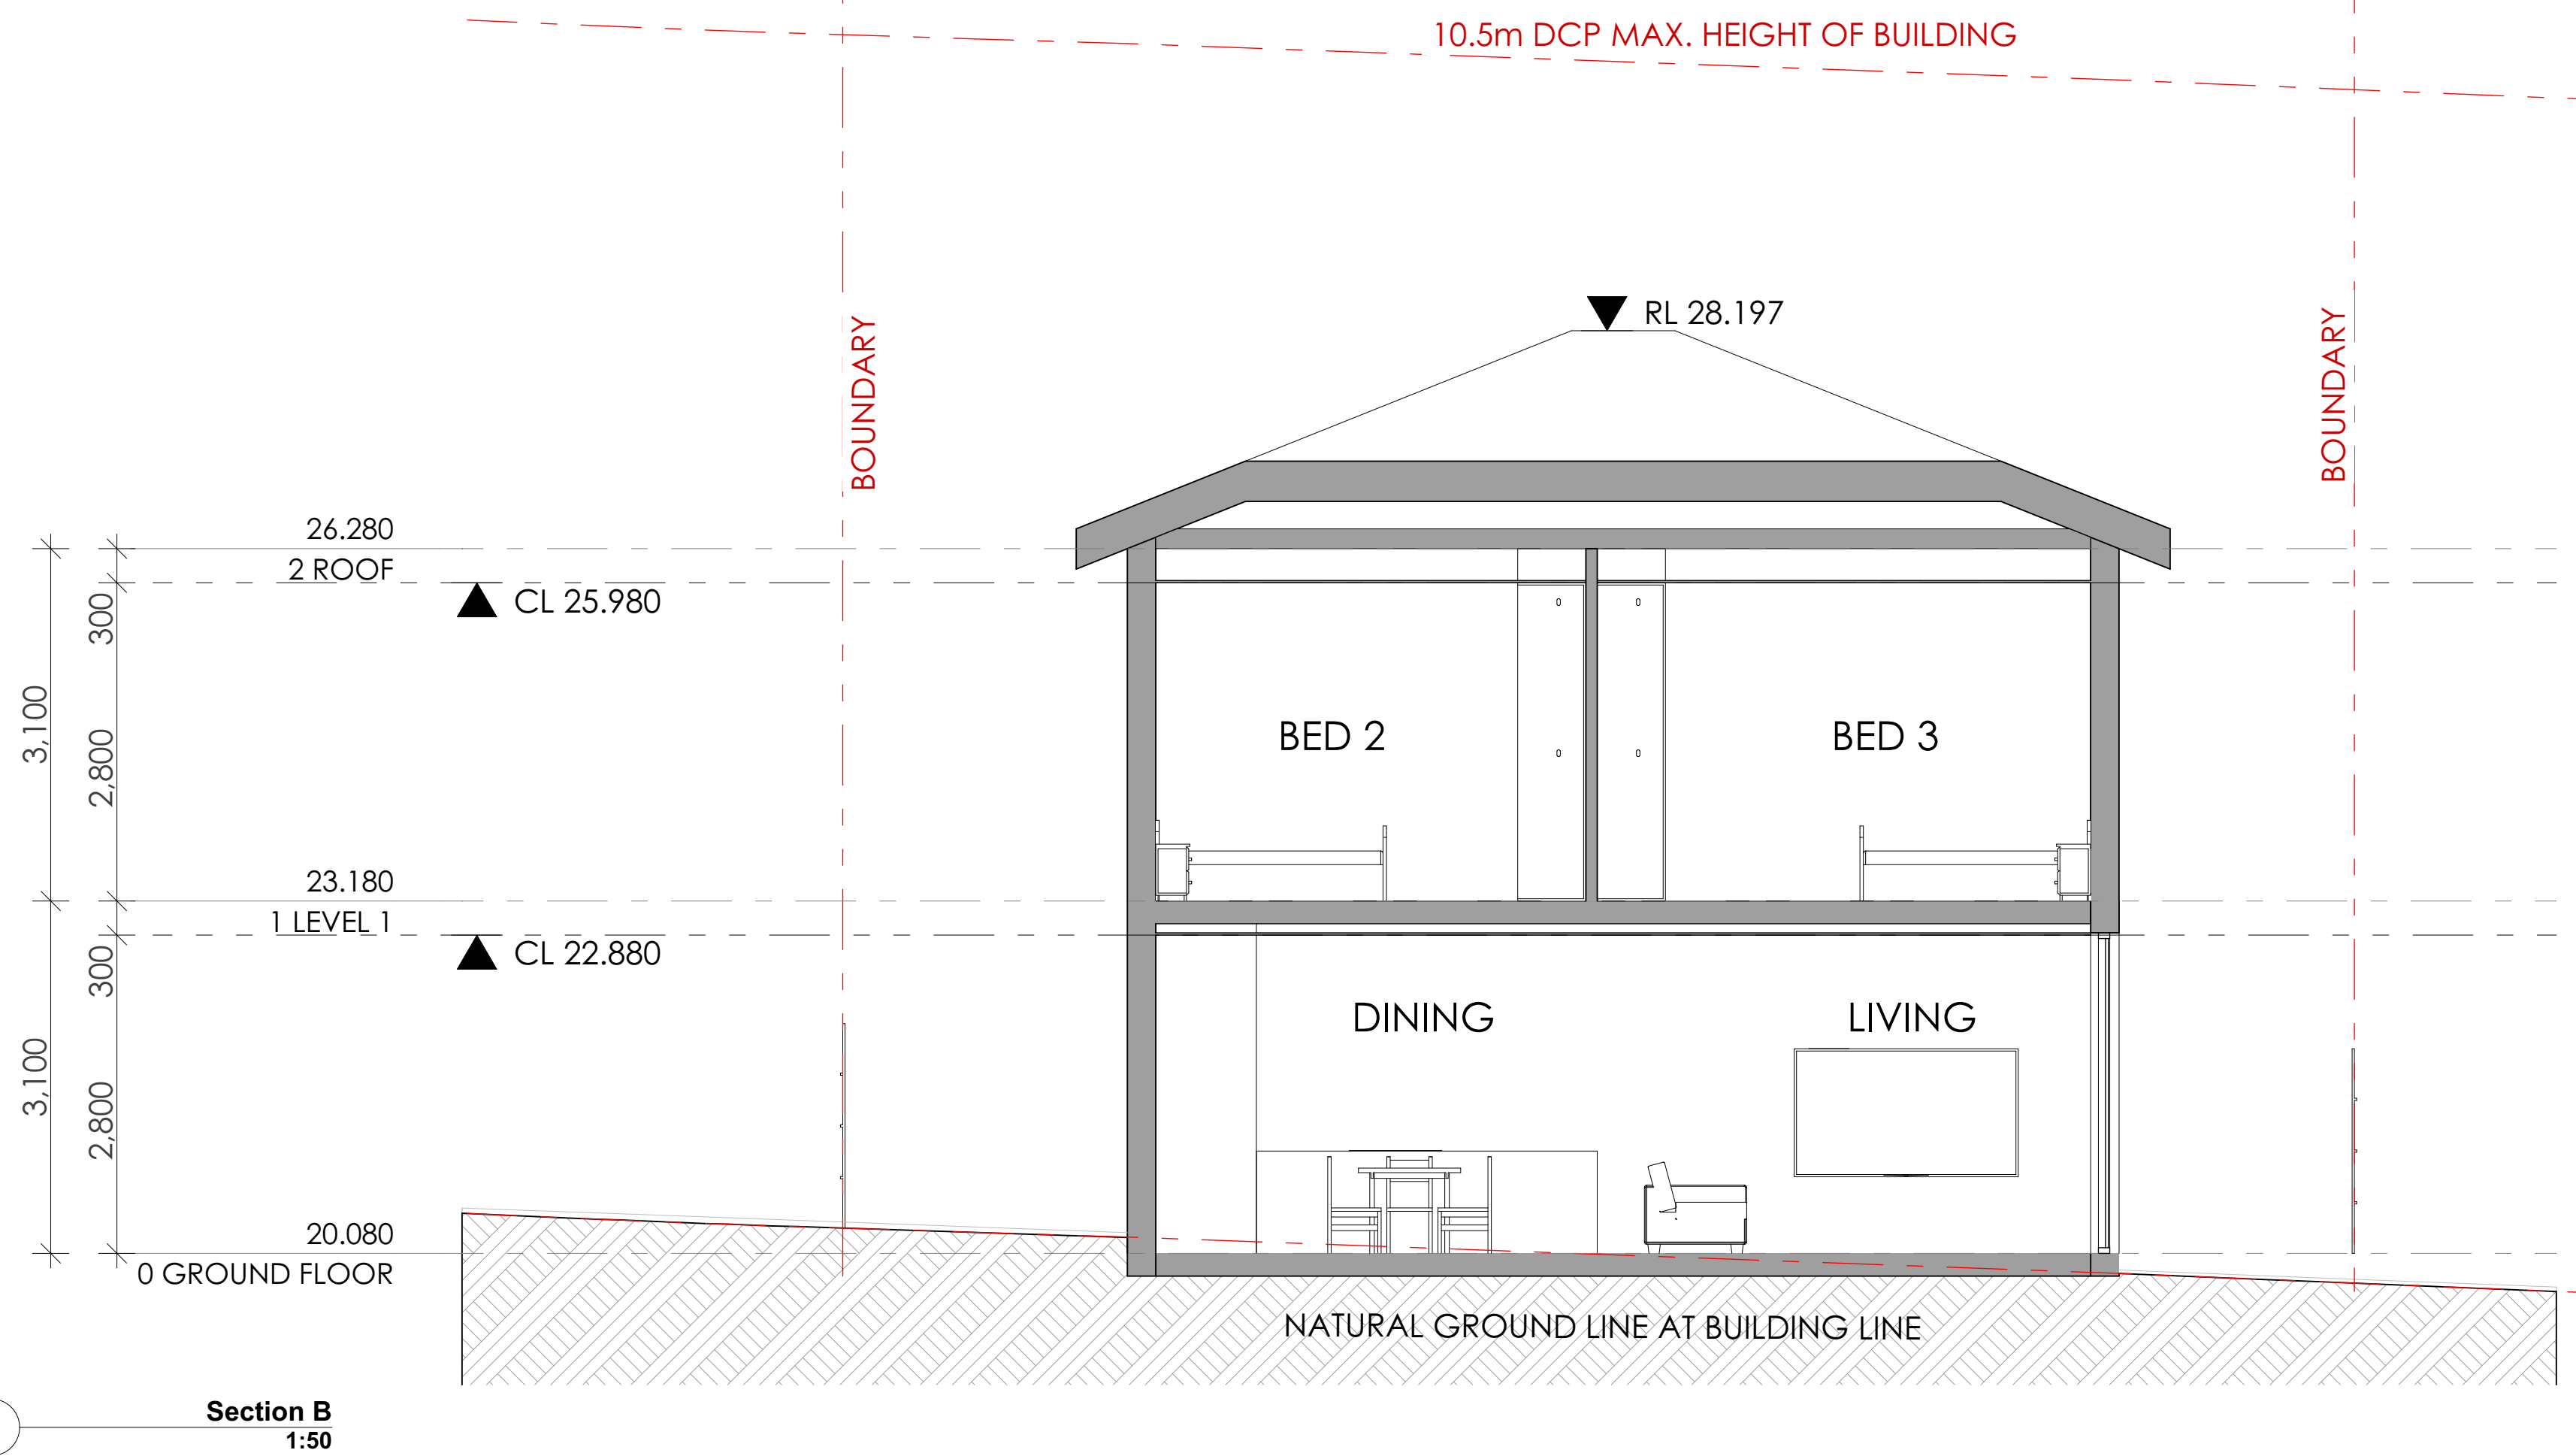 10.5m DCP MAX. HEIGHT OF BUILDING
RL 28.197
BOUNDARY
BOUNDARY
26.280
2 ROOF
CL 25.980
300
3,100
2,800
BED 2
BED 3
23.180
1 LEVEL 1
CL 22.880
300
3,100
2,800
DINING
LIVING
20.080
0 GROUND FLOOR
NATURAL GROUND LINE AT BUILDING LINE
Section B
1:50